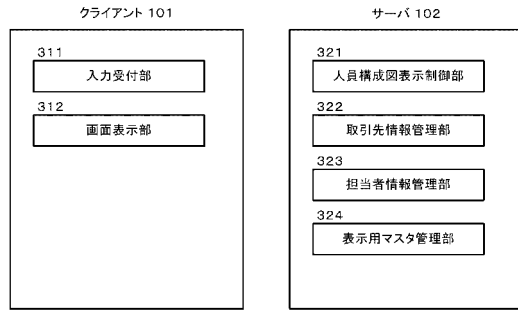 クライアント 101
311
入力受付部
312
画面表示部
サーバ 102
321
人員構成図表示制御部
322
取引先情報管理部
323
担当者情報管理部
324
表示用マスタ管理部